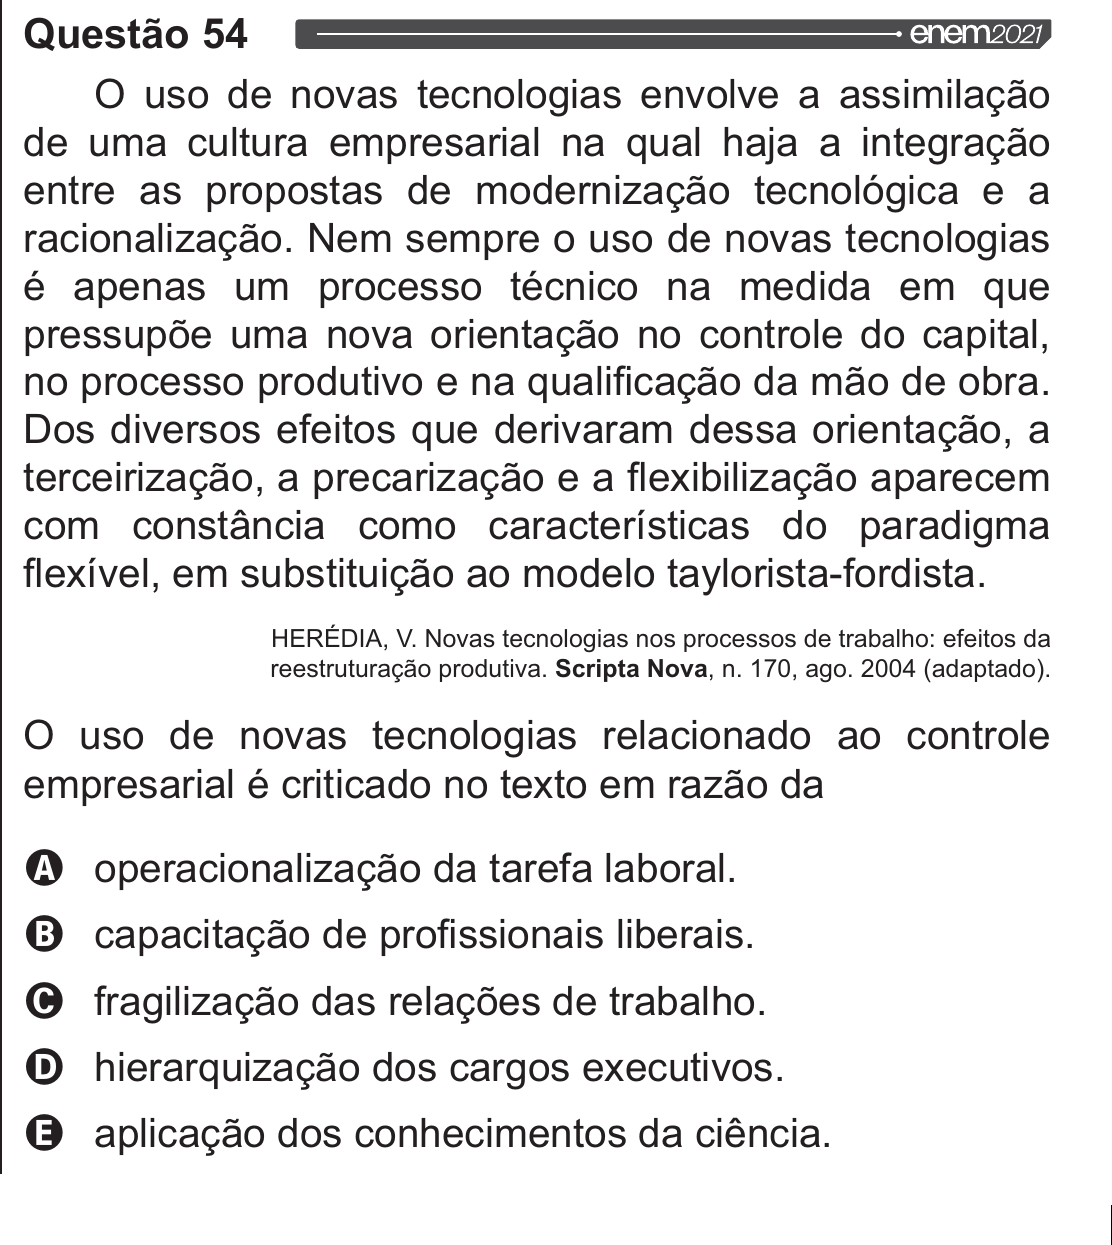 Questão 54
enem2021
O uso de novas tecnologias envolve a assimilação
de uma cultura empresarial na qual haja a integração
entre as propostas de modernização tecnológica e a
racionalização. Nem sempre o uso de novas tecnologias
é apenas um processo técnico na medida em que
pressupõe uma nova orientação no controle do capital,
no processo produtivo e na qualificação da mão de obra.
Dos diversos efeitos que derivaram dessa orientação, a
terceirização, a precarização e a flexibilização aparecem
com constância como características do paradigma
flexível, em substituição ao modelo taylorista-fordista.
HERÉDIA, V. Novas tecnologias nos processos de trabalho: efeitos da
reestruturação produtiva. Scripta Nova, n. 170, ago. 2004 (adaptado).
O uso de novas tecnologias relacionado ao controle
empresarial é criticado no texto em razão da
A operacionalização da tarefa laboral.
B capacitação de profissionais liberais.
C fragilização das relações de trabalho.
D hierarquização dos cargos executivos.
E aplicação dos conhecimentos da ciência.